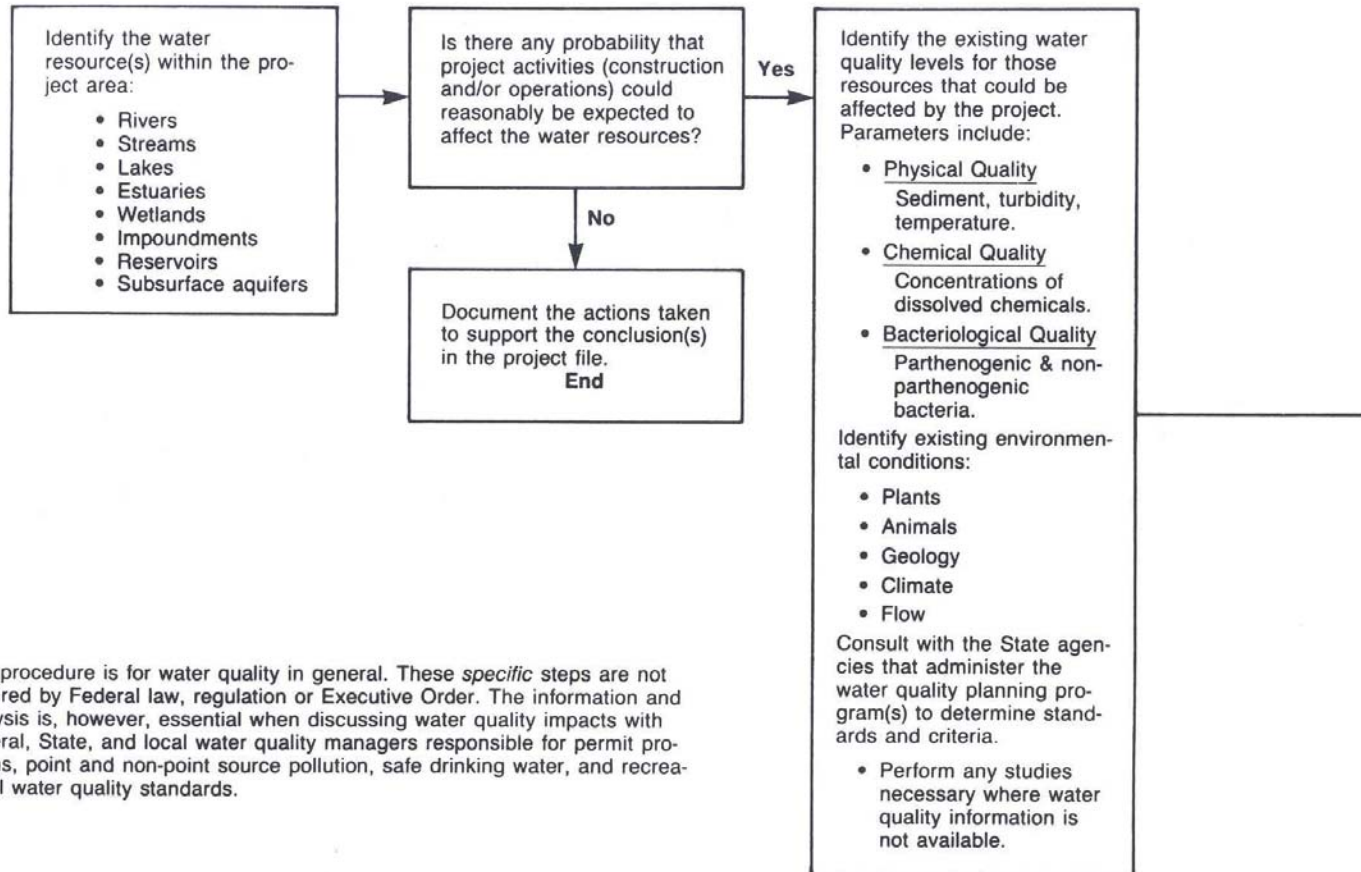 Identify the water
resource(s) within the pro-
ject area:
• Rivers
• Streams
• Lakes
• Estuaries
• Wetlands
• Impoundments
• Reservoirs
• Subsurface aquifers
Is there any probability that
project activities (construction
and/or operations) could
reasonably be expected to
affect the water resources?
Yes
No
Document the actions taken
to support the conclusion(s)
in the project file.
End
Identify the existing water
quality levels for those
resources that could be
affected by the project.
Parameters include:
• Physical Quality
Sediment, turbidity,
temperature.
• Chemical Quality
Concentrations of
dissolved chemicals.
• Bacteriological Quality
Parthenogenic & non-
parthenogenic
bacteria.
Identify existing environmen-
tal conditions:
• Plants
• Animals
• Geology
• Climate
• Flow
Consult with the State agen-
cies that administer the
water quality planning pro-
gram(s) to determine stand-
ards and criteria.
• Perform any studies
necessary where water
quality information is
not available.
procedure is for water quality in general. These specific steps are not
red by Federal law, regulation or Executive Order. The information and
ysis is, however, essential when discussing water quality impacts with
eral, State, and local water quality managers responsible for permit pro-
s, point and non-point source pollution, safe drinking water, and recrea-
l water quality standards.